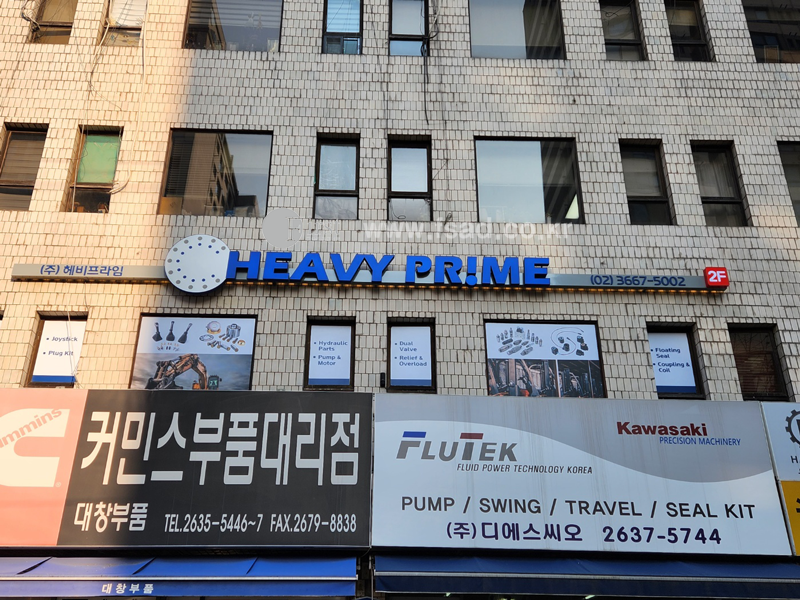 www.rsad.co.kr
(주) 헤비프라임
HEAVY PR!ME
(02) 3667-5002
2F
• Joystick
• Plug Kit
• Hydraulic Parts
• Pump & Motor
• Dual Valve
• Relief & Overload
• Floating Seal
• Coupling & Coil
cummins
커민스부품대리점
대창부품
TEL.2635-5446~7 FAX.2679-8838
FLUTEK
FLUID POWER TECHNOLOGY KOREA
Kawasaki
PRECISION MACHINERY
PUMP / SWING / TRAVEL / SEAL KIT
(주)디에스씨오 2637-5744
대창부품